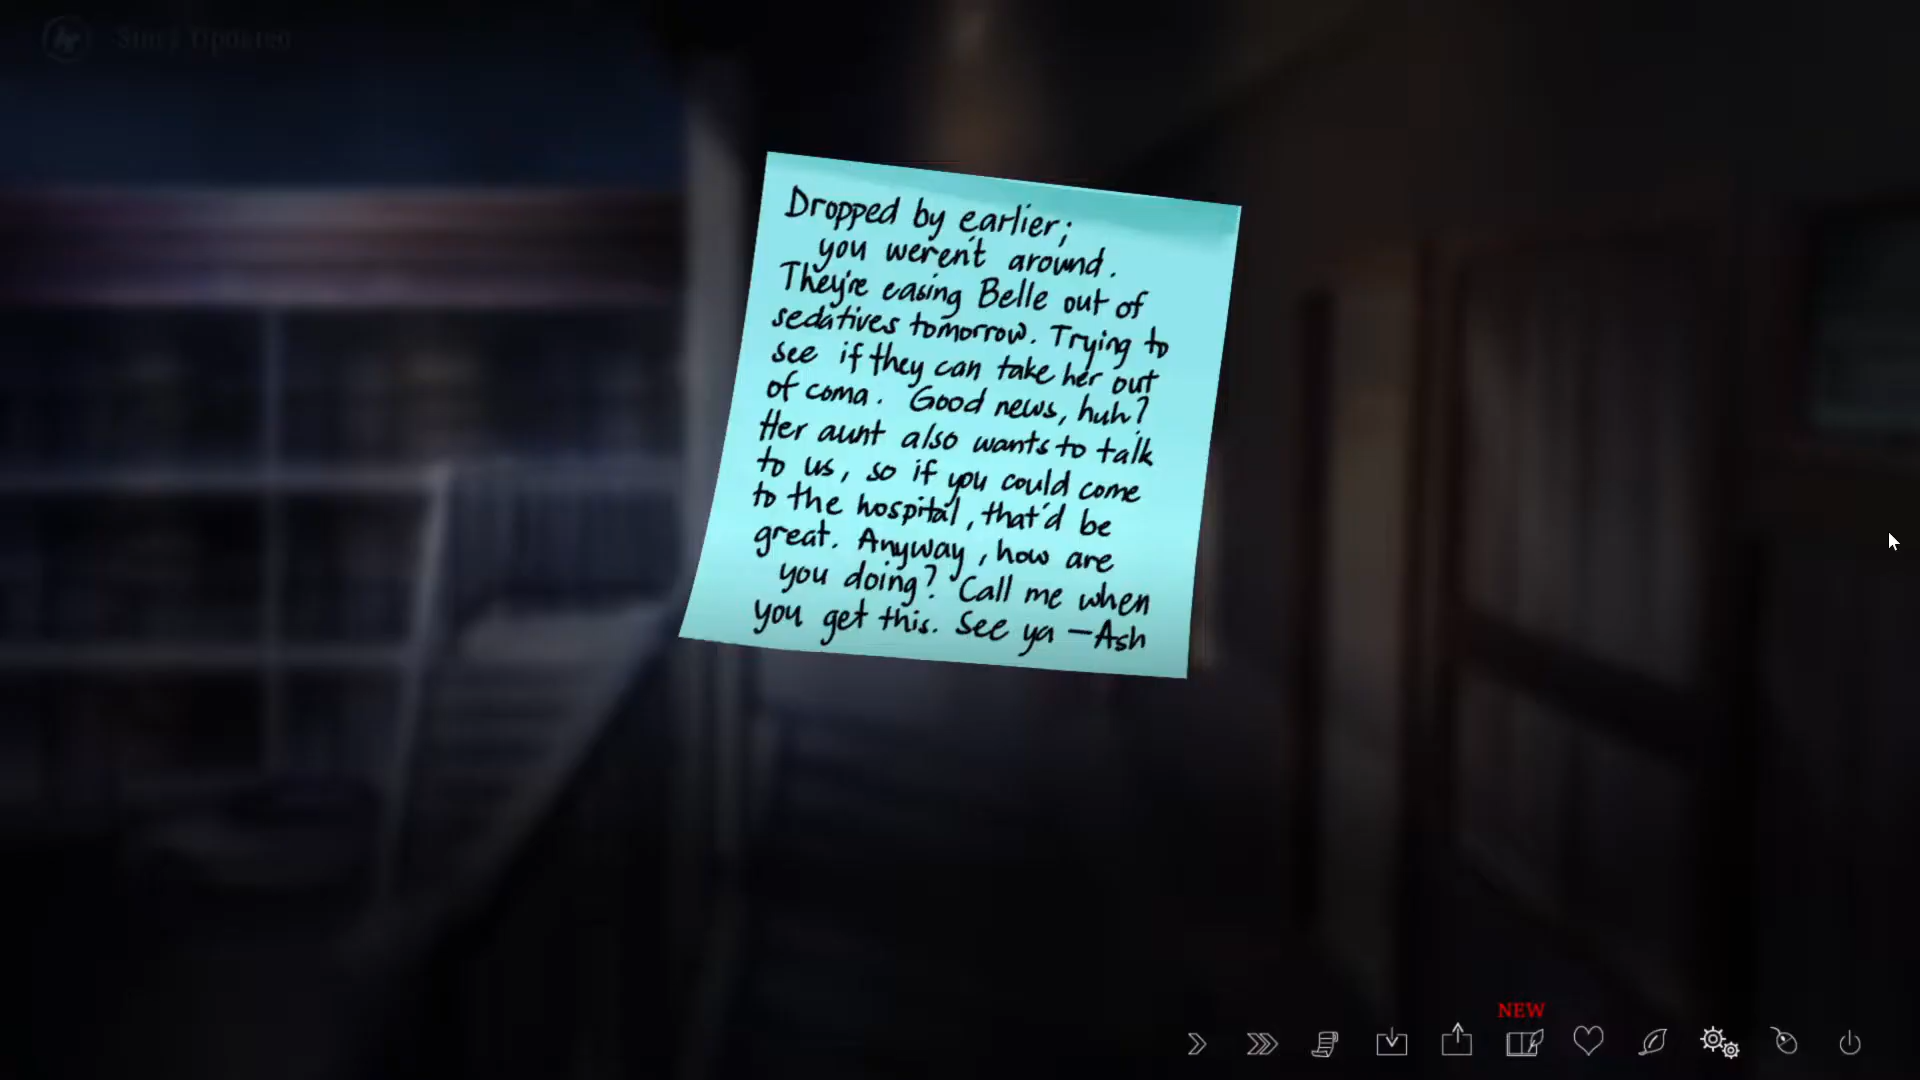 Story Updated
Dropped by earlier;
you weren't around.
They're easing Belle out of
sedatives tomorrow. Trying to
see if they can take her out
of coma. Good news, huh?
Her aunt also wants to talk
to us, so if you could come
to the hospital, that'd be
great. Anyway, how are
you doing? Call me when
you get this. See ya —Ash
NEW